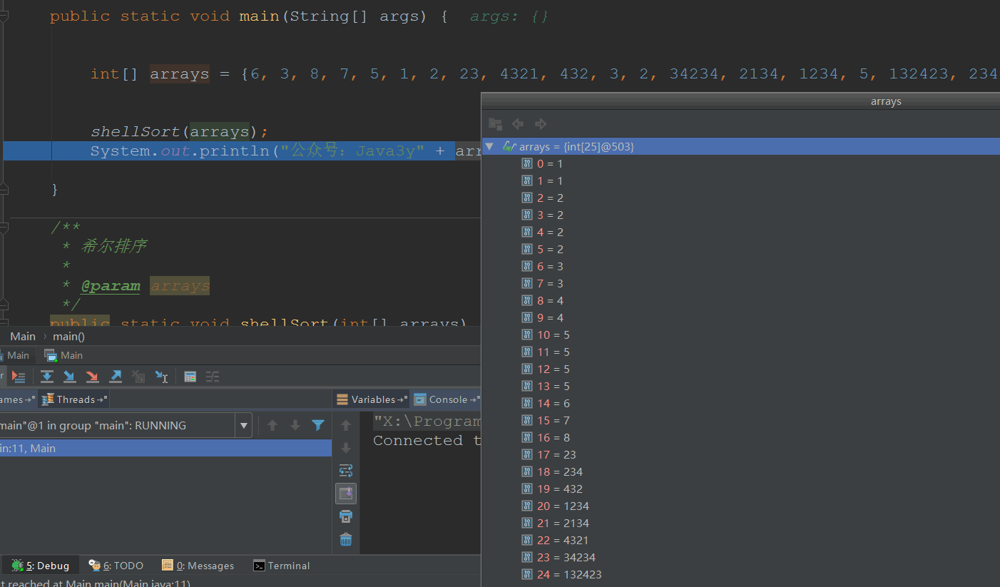 public static void main(String[] args) {  args: {}
int[] arrays = {6, 3, 8, 7, 5, 1, 2, 23, 4321, 432, 3, 2, 34234, 2134, 1234, 5, 132423, 234
shellSort(arrays);
System.out.println("公众号: Java3y" + arr
}
/**
* 希尔排序
*
* @param arrays
*/
public static void shellSort(int[] arrays)
Main › main()
Main Main
Threads
Variables Console
main"@1 in group "main": RUNNING
in:11, Main
"X:\Program
Connected t
5: Debug 6: TODO 0: Messages Terminal
t reached at Main.main(Main.java:11)
arrays
arrays = {int[25]@503}
0 = 1
1 = 1
2 = 2
3 = 2
4 = 2
5 = 2
6 = 3
7 = 3
8 = 4
9 = 4
10 = 5
11 = 5
12 = 5
13 = 5
14 = 6
15 = 7
16 = 8
17 = 23
18 = 234
19 = 432
20 = 1234
21 = 2134
22 = 4321
23 = 34234
24 = 132423